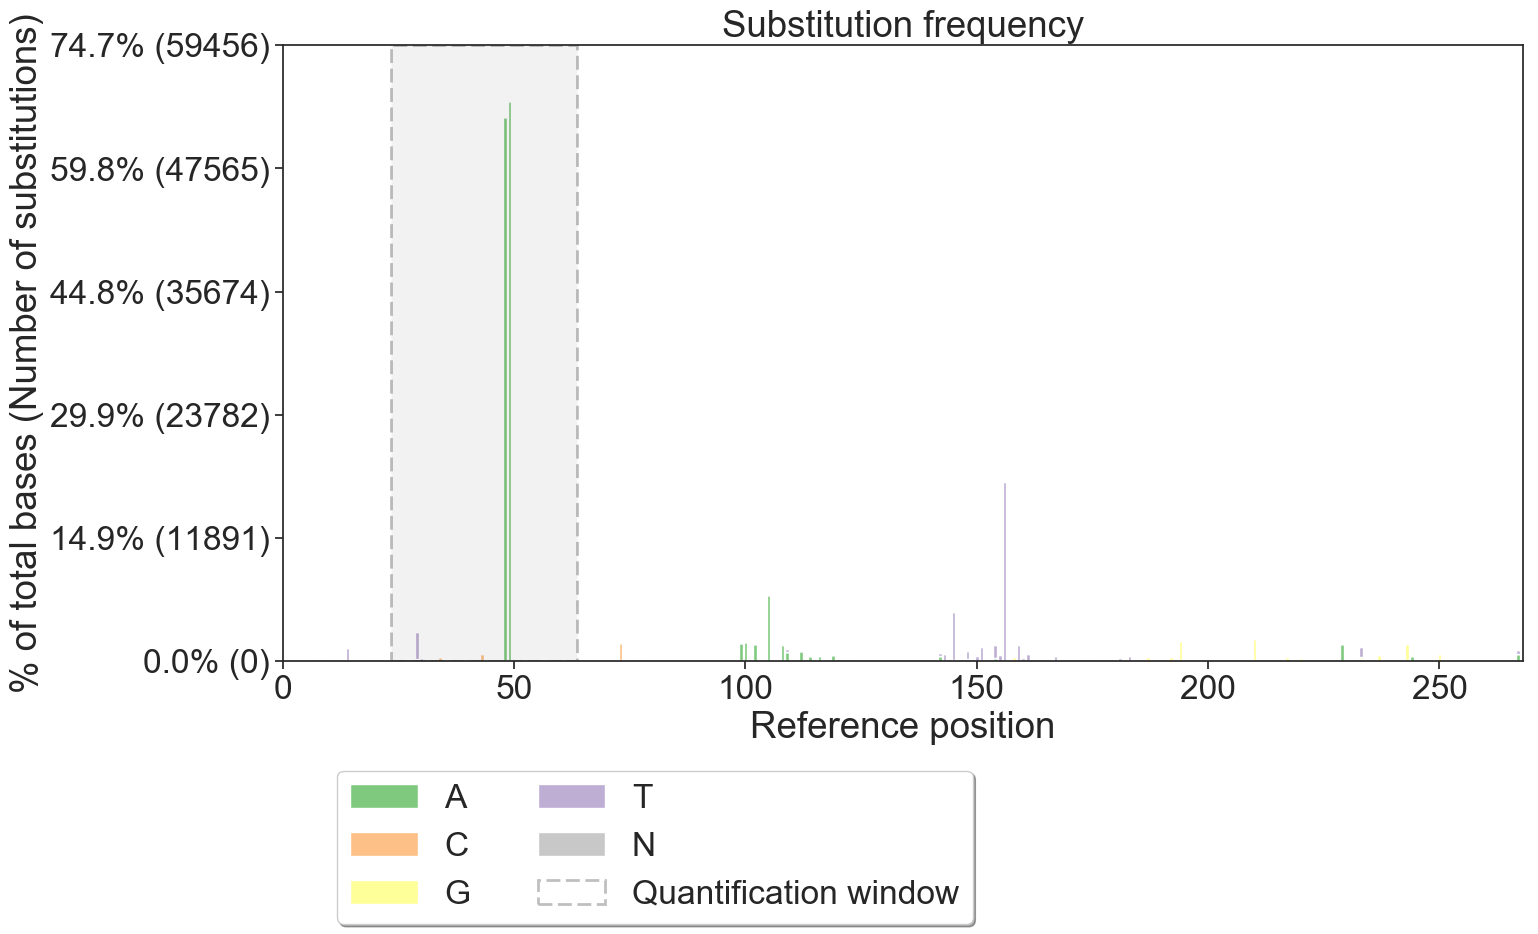 Substitution frequency
% of total bases (Number of substitutions)
74.7% (59456)
59.8% (47565)
44.8% (35674)
29.9% (23782)
14.9% (11891)
0.0% (0)
0 50 100 150 200 250
Reference position
A T
C N
G Quantification window